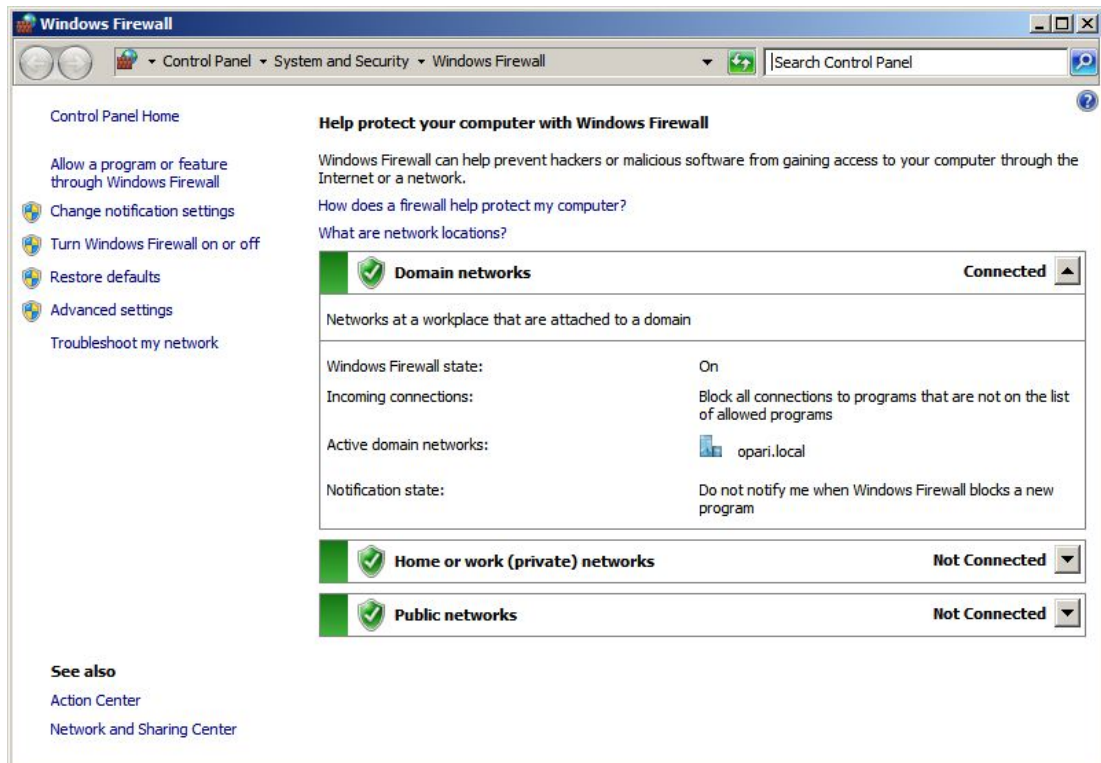 Windows Firewall
Control Panel System and Security Windows Firewall
Search Control Panel
Control Panel Home
Allow a program or feature
through Windows Firewall
Change notification settings
Turn Windows Firewall on or off
Restore defaults
Advanced settings
Troubleshoot my network
See also
Action Center
Network and Sharing Center
Help protect your computer with Windows Firewall
Windows Firewall can help prevent hackers or malicious software from gaining access to your computer through the
Internet or a network.
How does a firewall help protect my computer?
What are network locations?
Domain networks Connected
Networks at a workplace that are attached to a domain
Windows Firewall state: On
Incoming connections: Block all connections to programs that are not on the list
of allowed programs
Active domain networks: opari.local
Notification state: Do not notify me when Windows Firewall blocks a new
program
Home or work (private) networks Not Connected
Public networks Not Connected